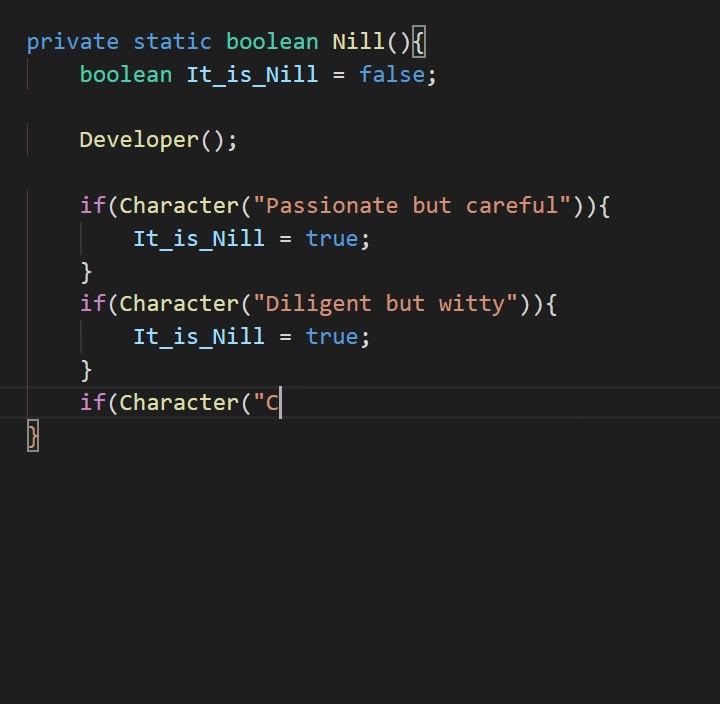 private static boolean Nill(){
boolean It_is_Nill = false;
Developer();
if(Character("Passionate but careful")){
It_is_Nill = true;
}
if(Character("Diligent but witty")){
It_is_Nill = true;
}
if(Character("C
}